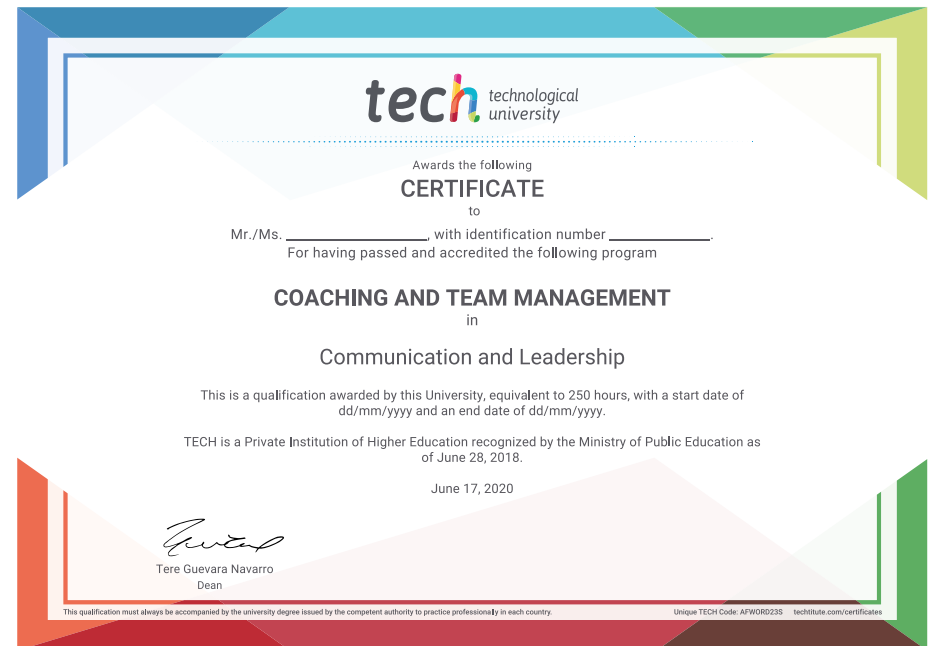 tech technological
university
Awards the following
CERTIFICATE
to
Mr./Ms. ____________________, with identification number ______________.
For having passed and accredited the following program
COACHING AND TEAM MANAGEMENT
in
Communication and Leadership
This is a qualification awarded by this University, equivalent to 250 hours, with a start date of
dd/mm/yyyy and an end date of dd/mm/yyyy.
TECH is a Private Institution of Higher Education recognized by the Ministry of Public Education as
of June 28, 2018.
June 17, 2020
Tere Guevara Navarro
Dean
This qualification must always be accompanied by the university degree issued by the competent authority to practice professionally in each country. Unique TECH Code: AFWORD23S techtitute.com/certificates